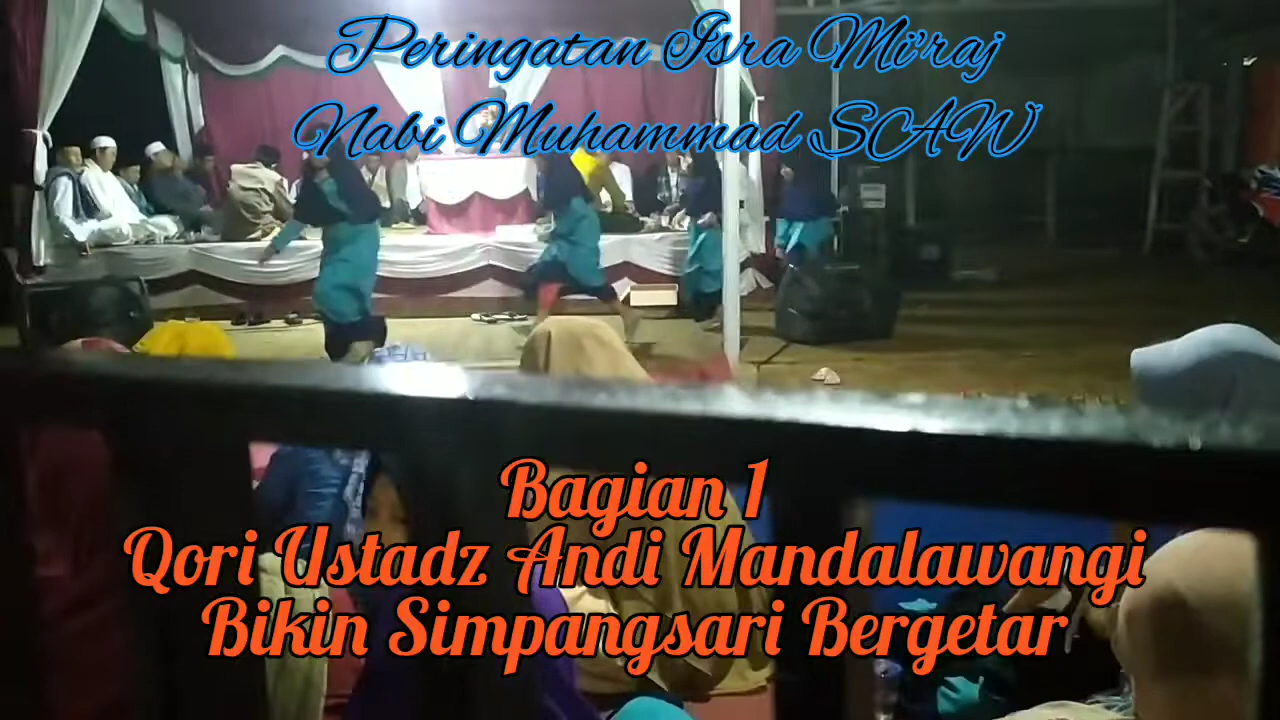 Peringatan Isra Mi'raj
Nabi Muhammad SAW
Bagian 1
Qori Ustadz Andi Mandalawangi
Bikin Simpangsari Bergetar